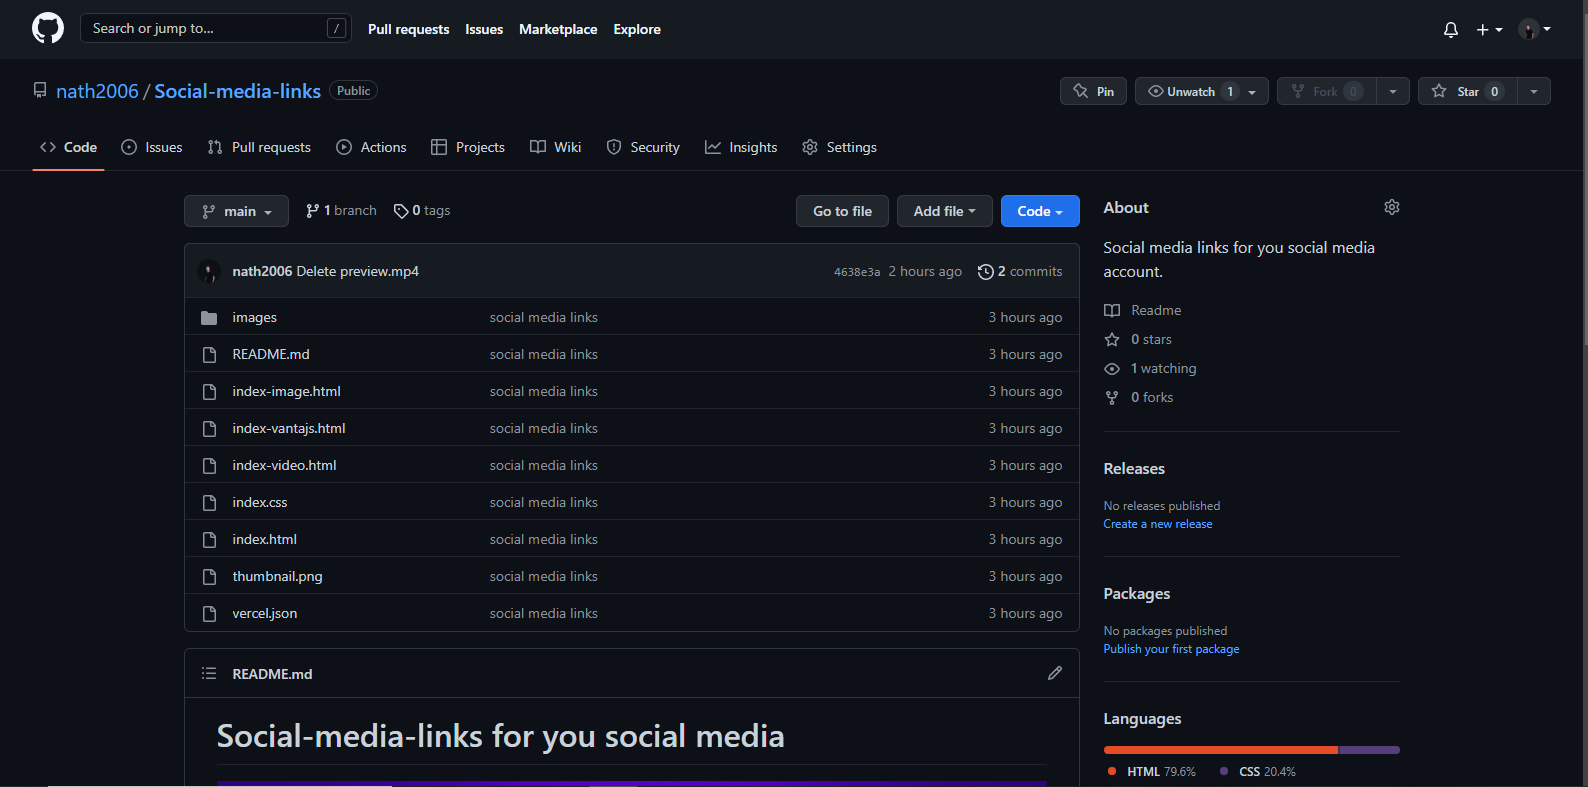 Search or jump to... /
Pull requests Issues Marketplace Explore
nath2006 / Social-media-links Public
Pin Unwatch 1 Fork 0 Star 0
Code Issues Pull requests Actions Projects Wiki Security Insights Settings
main 1 branch 0 tags
Go to file Add file Code
nath2006 Delete preview.mp4 4638e3a 2 hours ago 2 commits
images social media links 3 hours ago
README.md social media links 3 hours ago
index-image.html social media links 3 hours ago
index-vantajs.html social media links 3 hours ago
index-video.html social media links 3 hours ago
index.css social media links 3 hours ago
index.html social media links 3 hours ago
thumbnail.png social media links 3 hours ago
vercel.json social media links 3 hours ago
README.md
Social-media-links for you social media
About
Social media links for you social media
account.
Readme
0 stars
1 watching
0 forks
Releases
No releases published
Create a new release
Packages
No packages published
Publish your first package
Languages
HTML 79.6% CSS 20.4%